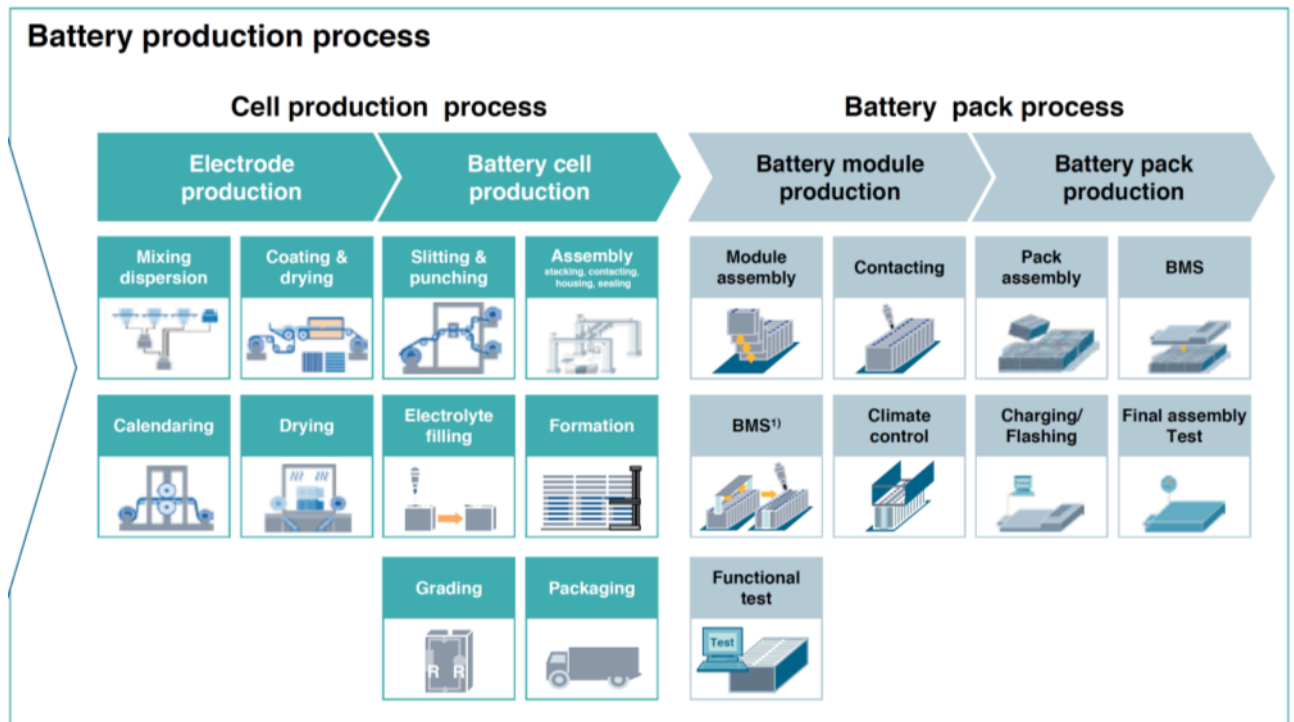 Battery production process
Cell production process
Battery pack process
Electrode
production
Battery cell
production
Battery module
production
Battery pack
production
Mixing
dispersion
Coating &
drying
Slitting &
punching
Assembly
stacking, contacting,
housing, sealing
Module
assembly
Contacting
Pack
assembly
BMS
Calendaring
Drying
Electrolyte
filling
Formation
BMS¹⁾
Climate
control
Charging/
Flashing
Final assembly
Test
Grading
Packaging
Functional
test
R R
Test